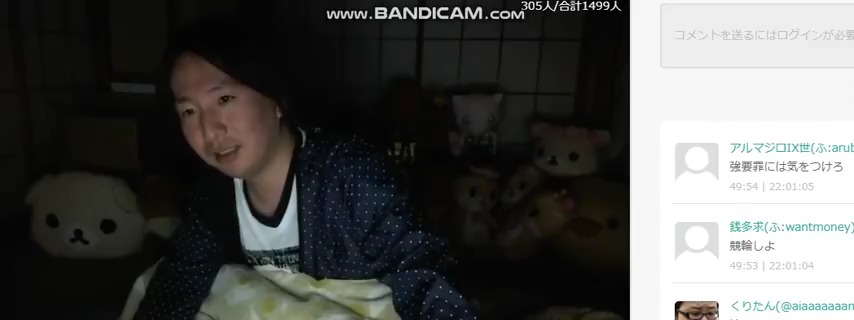 www.BANDICAM.com
305人/合計1499人
コメントを送るにはログインが必要
アルマジロIX世(ふ:arub
強要罪には気をつけろ
49:54 | 22:01:05
銭多求(ふ:wantmoney)
競輪しよ
49:53 | 22:01:04
くりたん(@aiaaaaaaan